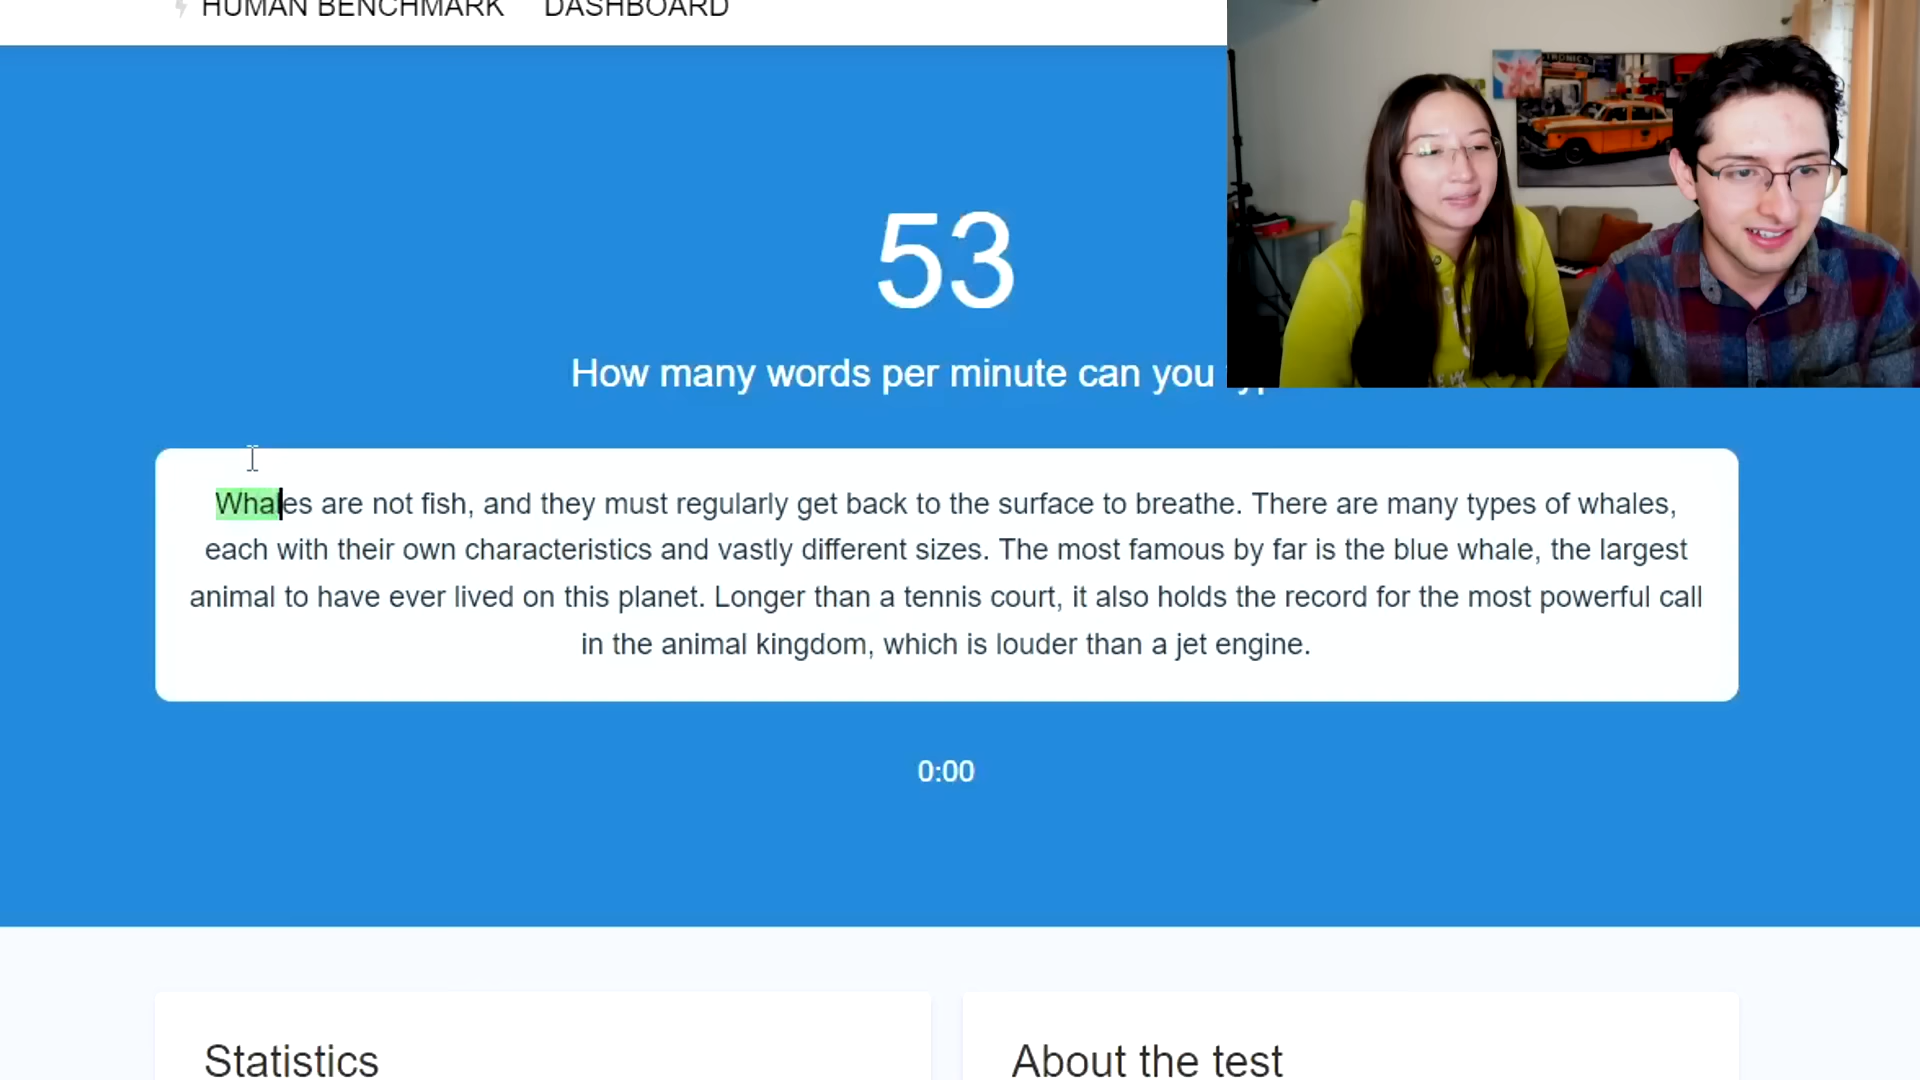 HUMAN BENCHMARK DASHBOARD
TRONICS
53
How many words per minute can you
Whales are not fish, and they must regularly get back to the surface to breathe. There are many types of whales,
each with their own characteristics and vastly different sizes. The most famous by far is the blue whale, the largest
animal to have ever lived on this planet. Longer than a tennis court, it also holds the record for the most powerful call
in the animal kingdom, which is louder than a jet engine.
0:00
Statistics
About the test